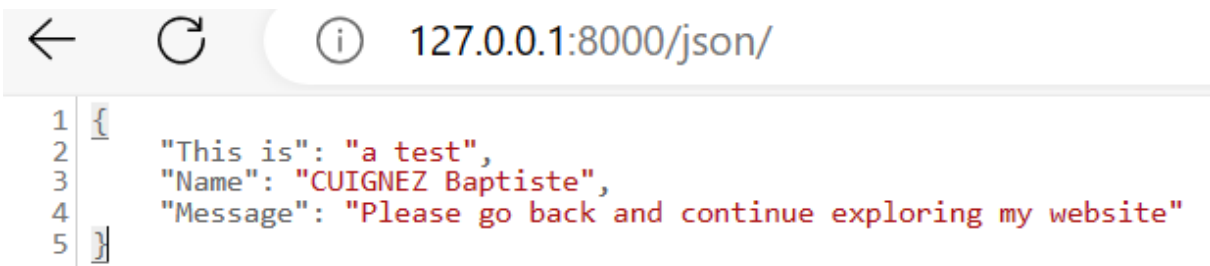 127.0.0.1:8000/json/
1 {
2 "This is": "a test",
3 "Name": "CUIGNEZ Baptiste",
4 "Message": "Please go back and continue exploring my website"
5 }